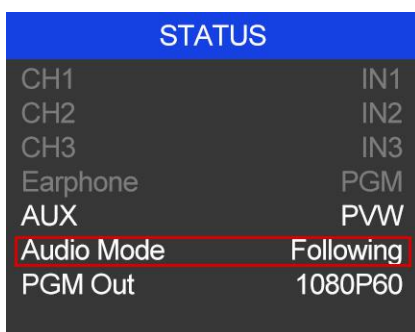 STATUS
CH1 IN1
CH2 IN2
CH3 IN3
Earphone PGM
AUX PVW
Audio Mode Following
PGM Out 1080P60